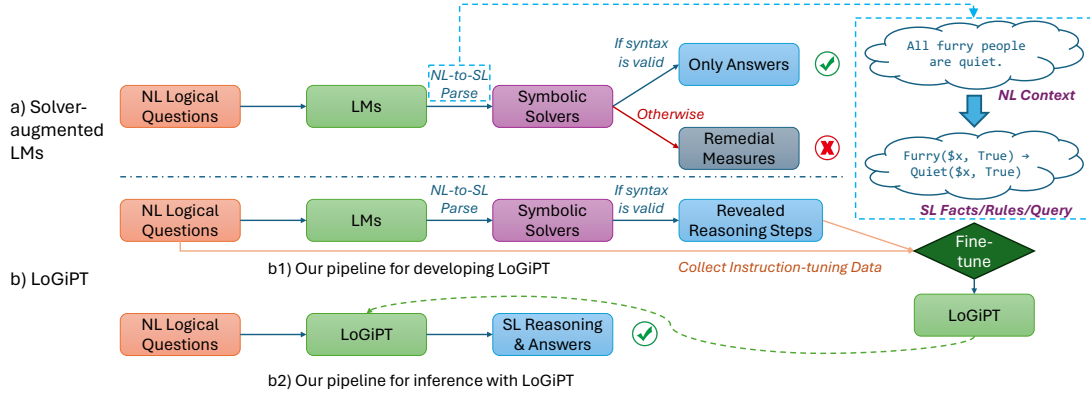 a) Solver-
augmented
LMs
NL Logical
Questions
LMs
NL-to-SL
Parse
Symbolic
Solvers
If syntax
is valid
Only Answers
Otherwise
Remedial
Measures
All furry people
are quiet.
NL Context
Furry($x, True) →
Quiet($x, True)
SL Facts/Rules/Query
b) LoGiPT
NL Logical
Questions
LMs
NL-to-SL
Parse
Symbolic
Solvers
If syntax
is valid
Revealed
Reasoning Steps
Fine-
tune
b1) Our pipeline for developing LoGiPT
Collect Instruction-tuning Data
LoGiPT
NL Logical
Questions
LoGiPT
SL Reasoning
& Answers
b2) Our pipeline for inference with LoGiPT